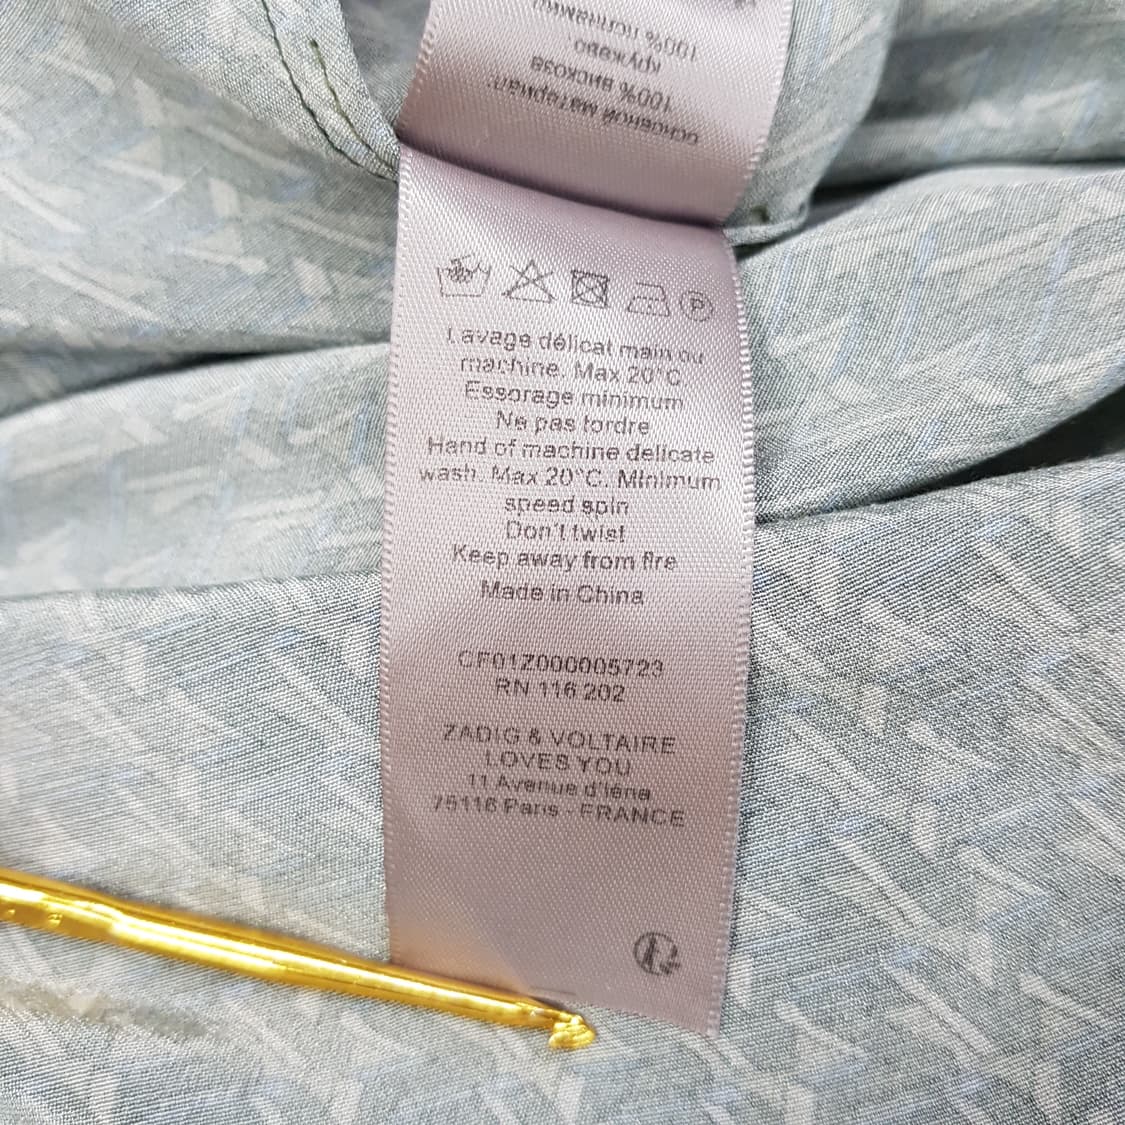 основной материал:
100% вискоза
кружево
100% полиамид
P
Lavage délicat main ou
machine. Max 20°C.
Essorage minimum
Ne pas tordre
Hand of machine delicate
wash. Max 20°C. Minimum
speed spin
Don't twist
Keep away from fire
Made in China
CF01Z000005723
RN 116 202
ZADIG & VOLTAIRE
LOVES YOU
11 Avenue d'Iéna
75116 Paris - FRANCE